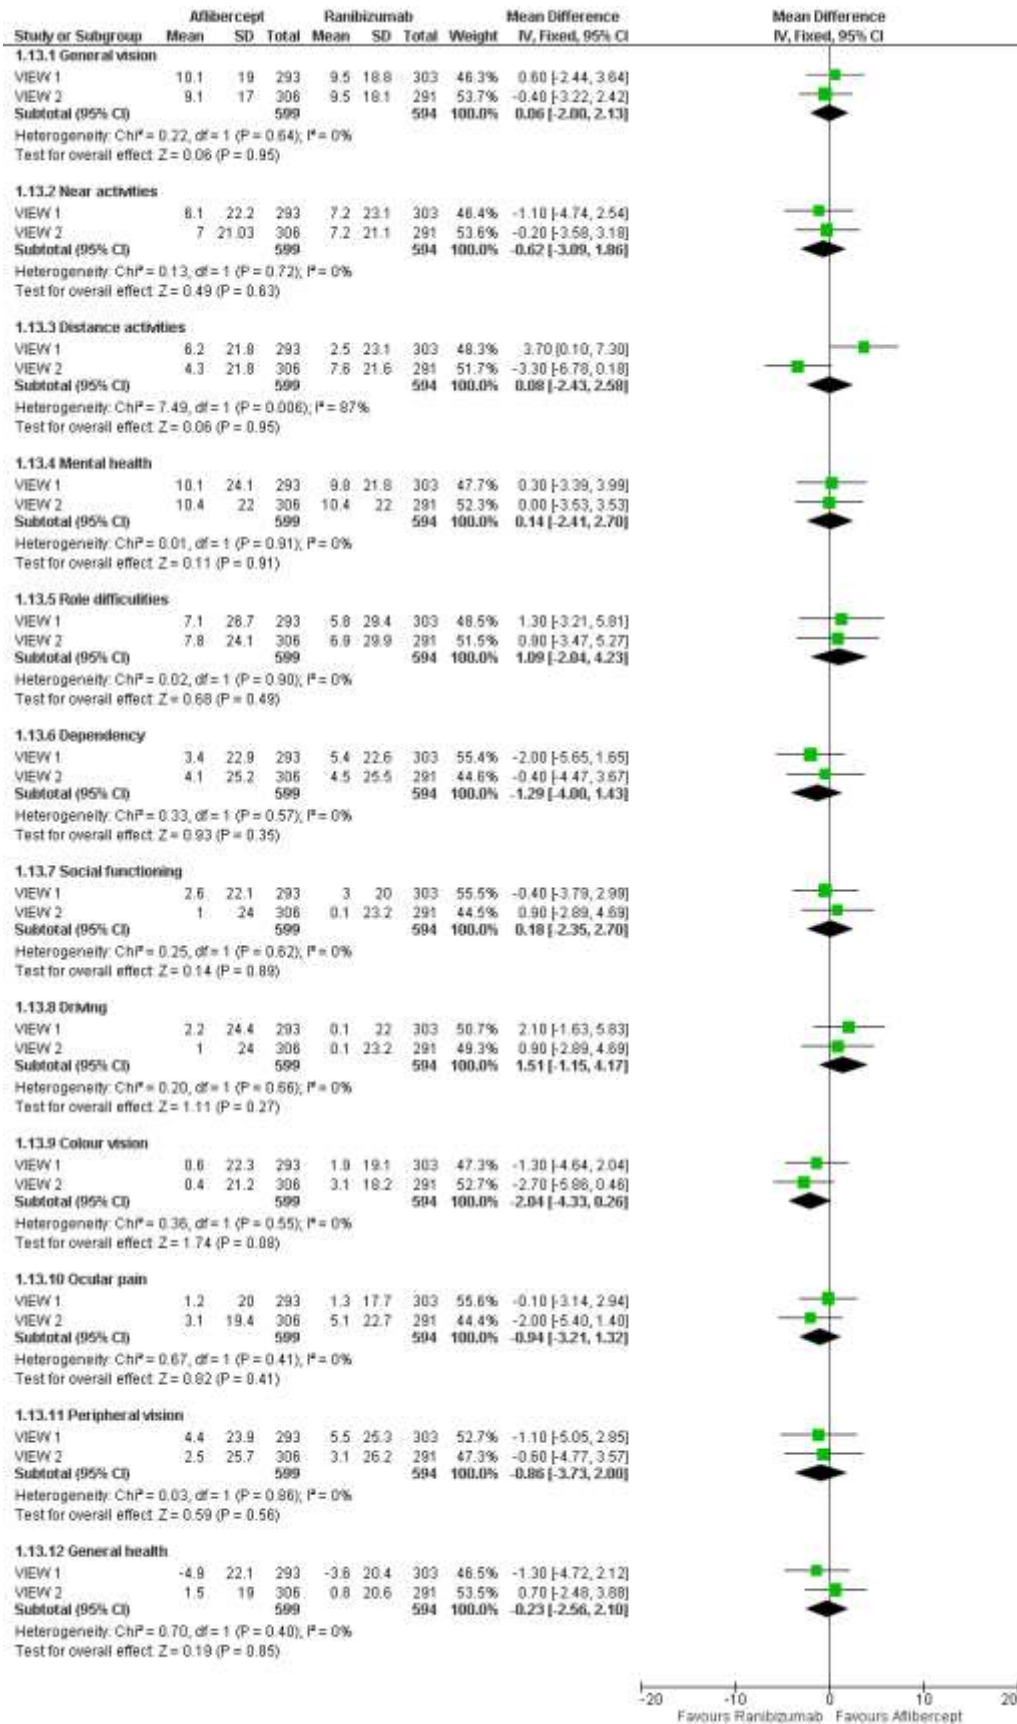 Aflibercept Ranibizumab Mean Difference Mean Difference
Study or Subgroup Mean SD Total Mean SD Total Weight IV, Fixed, 95% CI IV, Fixed, 95% CI
1.13.1 General vision
VIEW 1 10.1 19 293 9.5 18.8 303 46.3% 0.60 [-2.44, 3.64]
VIEW 2 9.1 17 306 9.5 18.1 291 53.7% -0.40 [-3.22, 2.42]
Subtotal (95% CI) 599 594 100.0% 0.06 [-2.00, 2.13]
Heterogeneity: Chi² = 0.22, df = 1 (P = 0.64); I² = 0%
Test for overall effect: Z = 0.06 (P = 0.95)
1.13.2 Near activities
VIEW 1 6.1 22.2 293 7.2 23.1 303 46.4% -1.10 [-4.74, 2.54]
VIEW 2 7 21.03 306 7.2 21.1 291 53.6% -0.20 [-3.58, 3.18]
Subtotal (95% CI) 599 594 100.0% -0.62 [-3.09, 1.86]
Heterogeneity: Chi² = 0.13, df = 1 (P = 0.72); I² = 0%
Test for overall effect: Z = 0.49 (P = 0.63)
1.13.3 Distance activities
VIEW 1 6.2 21.8 293 2.5 23.1 303 48.3% 3.70 [0.10, 7.30]
VIEW 2 4.3 21.8 306 7.6 21.6 291 51.7% -3.30 [-6.78, 0.18]
Subtotal (95% CI) 599 594 100.0% 0.08 [-2.43, 2.58]
Heterogeneity: Chi² = 7.49, df = 1 (P = 0.006); I² = 87%
Test for overall effect: Z = 0.06 (P = 0.95)
1.13.4 Mental health
VIEW 1 10.1 24.1 293 9.8 21.8 303 47.7% 0.30 [-3.39, 3.99]
VIEW 2 10.4 22 306 10.4 22 291 52.3% 0.00 [-3.53, 3.53]
Subtotal (95% CI) 599 594 100.0% 0.14 [-2.41, 2.70]
Heterogeneity: Chi² = 0.01, df = 1 (P = 0.91); I² = 0%
Test for overall effect: Z = 0.11 (P = 0.91)
1.13.5 Role difficulities
VIEW 1 7.1 26.7 293 5.8 29.4 303 48.5% 1.30 [-3.21, 5.81]
VIEW 2 7.8 24.1 306 6.9 29.9 291 51.5% 0.90 [-3.47, 5.27]
Subtotal (95% CI) 599 594 100.0% 1.09 [-2.04, 4.23]
Heterogeneity: Chi² = 0.02, df = 1 (P = 0.90); I² = 0%
Test for overall effect: Z = 0.68 (P = 0.49)
1.13.6 Dependency
VIEW 1 3.4 22.9 293 5.4 22.6 303 55.4% -2.00 [-5.65, 1.65]
VIEW 2 4.1 25.2 306 4.5 25.5 291 44.6% -0.40 [-4.47, 3.67]
Subtotal (95% CI) 599 594 100.0% -1.29 [-4.00, 1.43]
Heterogeneity: Chi² = 0.33, df = 1 (P = 0.57); I² = 0%
Test for overall effect: Z = 0.93 (P = 0.35)
1.13.7 Social functioning
VIEW 1 2.6 22.1 293 3 20 303 55.5% -0.40 [-3.79, 2.99]
VIEW 2 1 24 306 0.1 23.2 291 44.5% 0.90 [-2.89, 4.69]
Subtotal (95% CI) 599 594 100.0% 0.18 [-2.35, 2.70]
Heterogeneity: Chi² = 0.25, df = 1 (P = 0.62); I² = 0%
Test for overall effect: Z = 0.14 (P = 0.89)
1.13.8 Driving
VIEW 1 2.2 24.4 293 0.1 22 303 50.7% 2.10 [-1.63, 5.83]
VIEW 2 1 24 306 0.1 23.2 291 49.3% 0.90 [-2.89, 4.69]
Subtotal (95% CI) 599 594 100.0% 1.51 [-1.15, 4.17]
Heterogeneity: Chi² = 0.20, df = 1 (P = 0.66); I² = 0%
Test for overall effect: Z = 1.11 (P = 0.27)
1.13.9 Colour vision
VIEW 1 0.6 22.3 293 1.9 19.1 303 47.3% -1.30 [-4.64, 2.04]
VIEW 2 0.4 21.2 306 3.1 18.2 291 52.7% -2.70 [-5.86, 0.46]
Subtotal (95% CI) 599 594 100.0% -2.04 [-4.33, 0.26]
Heterogeneity: Chi² = 0.36, df = 1 (P = 0.55); I² = 0%
Test for overall effect: Z = 1.74 (P = 0.08)
1.13.10 Ocular pain
VIEW 1 1.2 20 293 1.3 17.7 303 55.6% -0.10 [-3.14, 2.94]
VIEW 2 3.1 19.4 306 5.1 22.7 291 44.4% -2.00 [-5.40, 1.40]
Subtotal (95% CI) 599 594 100.0% -0.94 [-3.21, 1.32]
Heterogeneity: Chi² = 0.67, df = 1 (P = 0.41); I² = 0%
Test for overall effect: Z = 0.82 (P = 0.41)
1.13.11 Peripheral vision
VIEW 1 4.4 23.9 293 5.5 25.3 303 52.7% -1.10 [-5.05, 2.85]
VIEW 2 2.5 25.7 306 3.1 26.2 291 47.3% -0.60 [-4.77, 3.57]
Subtotal (95% CI) 599 594 100.0% -0.86 [-3.73, 2.00]
Heterogeneity: Chi² = 0.03, df = 1 (P = 0.86); I² = 0%
Test for overall effect: Z = 0.59 (P = 0.56)
1.13.12 General health
VIEW 1 -4.9 22.1 293 -3.6 20.4 303 46.5% -1.30 [-4.72, 2.12]
VIEW 2 1.5 19 306 0.8 20.6 291 53.5% 0.70 [-2.48, 3.88]
Subtotal (95% CI) 599 594 100.0% -0.23 [-2.56, 2.10]
Heterogeneity: Chi² = 0.70, df = 1 (P = 0.40); I² = 0%
Test for overall effect: Z = 0.19 (P = 0.85)
-20 -10 0 10 20
Favours Ranibizumab Favours Aflibercept